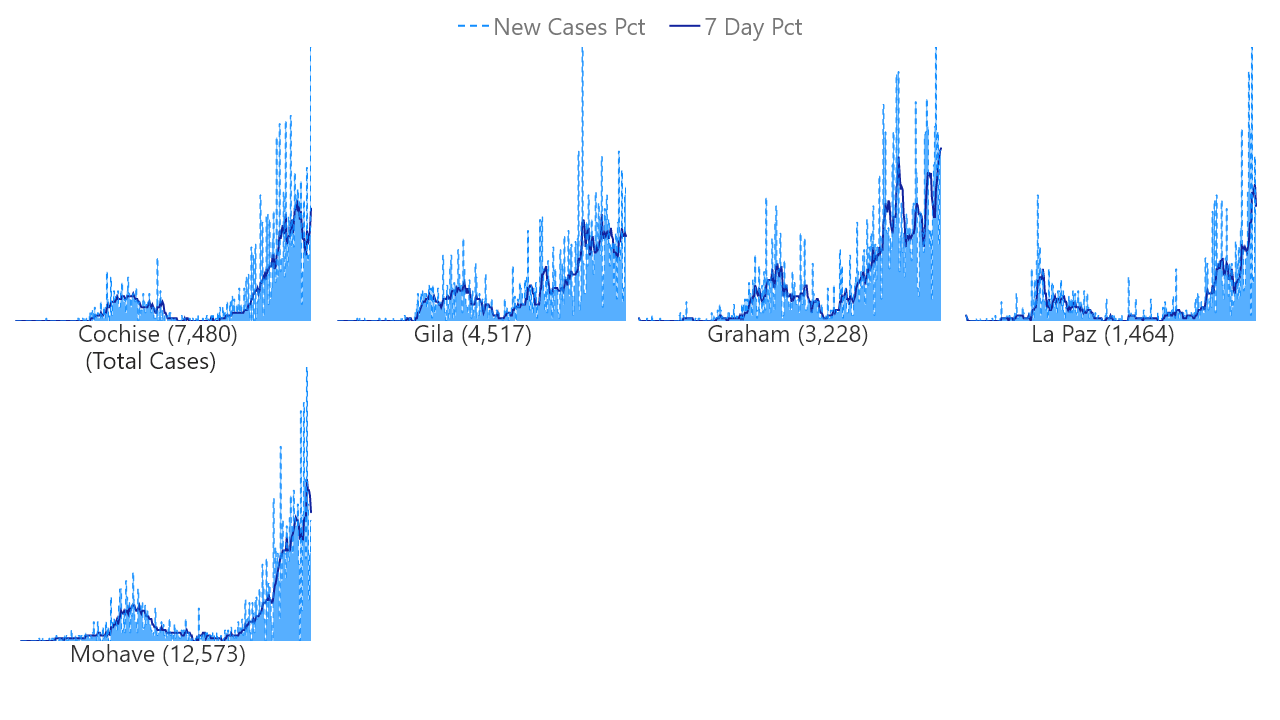 New Cases Pct 7 Day Pct
Cochise (7,480)
(Total Cases)
Gila (4,517)
Graham (3,228)
La Paz (1,464)
Mohave (12,573)